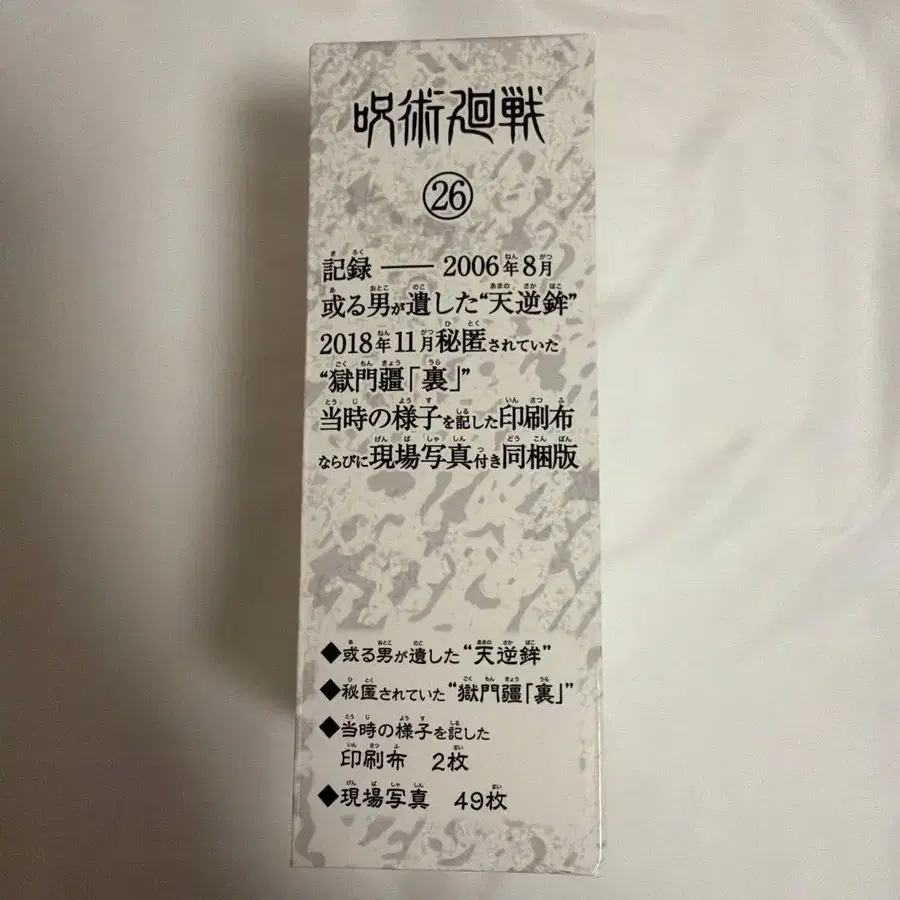 呪術廻戦
㉖
記録 ―― 2006年8月
或る男が遺した“天逆鉾”
2018年11月秘匿されていた
“獄門疆「裏」”
当時の様子を記した印刷布
ならびに現場写真付き同梱版
◆或る男が遺した“天逆鉾”
◆秘匿されていた“獄門疆「裏」”
◆当時の様子を記した
印刷布 2枚
◆現場写真 49枚